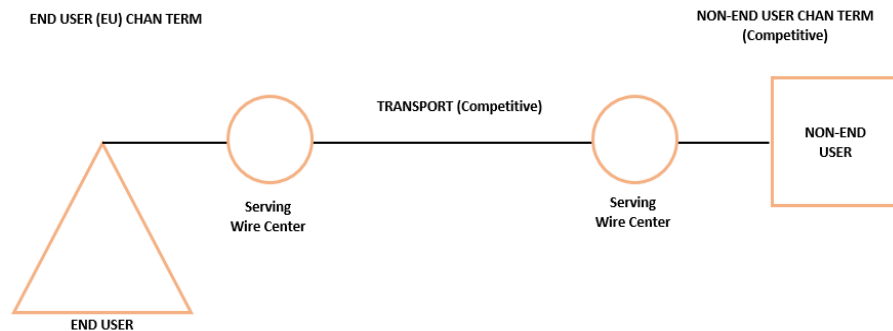 END USER (EU) CHAN TERM
NON-END USER CHAN TERM
(Competitive)
TRANSPORT (Competitive)
NON-END
USER
Serving
Wire Center
Serving
Wire Center
END USER